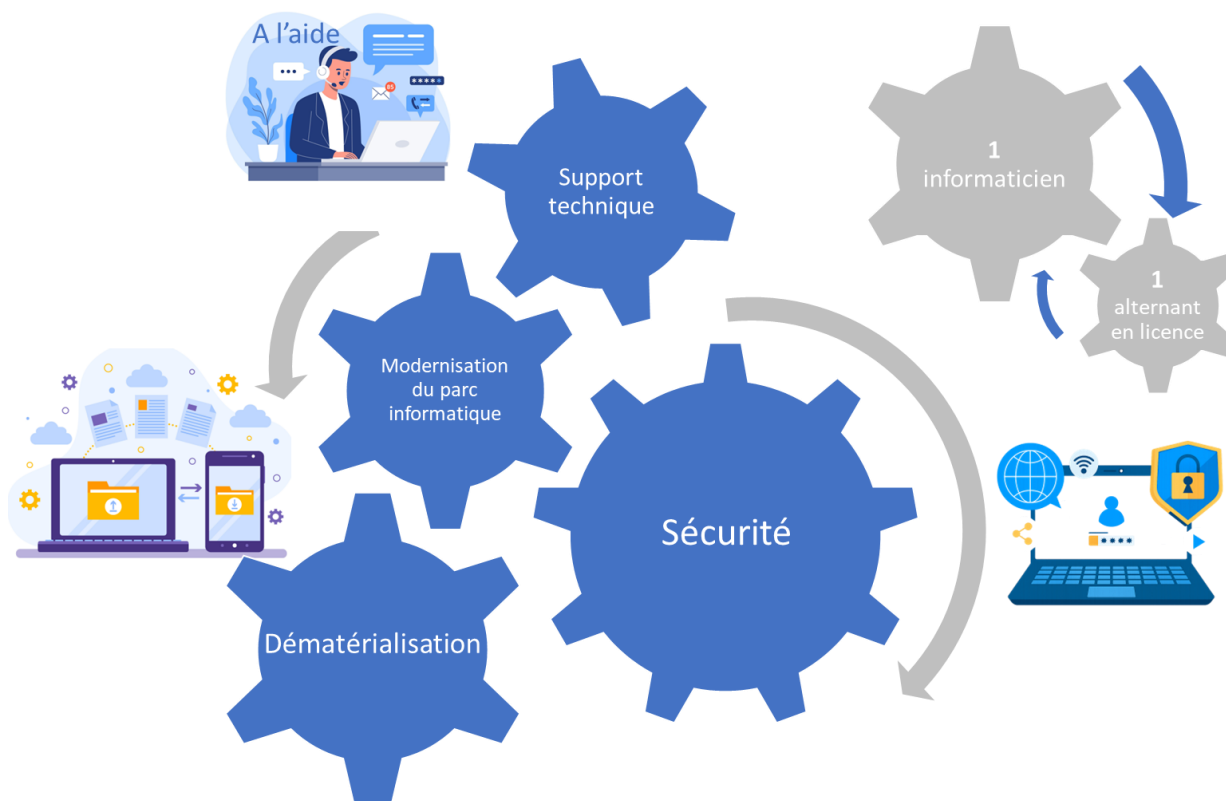 A l'aide
Support
technique
1
informaticien
1
alternant
en licence
Modernisation
du parc
informatique
Sécurité
Dématérialisation